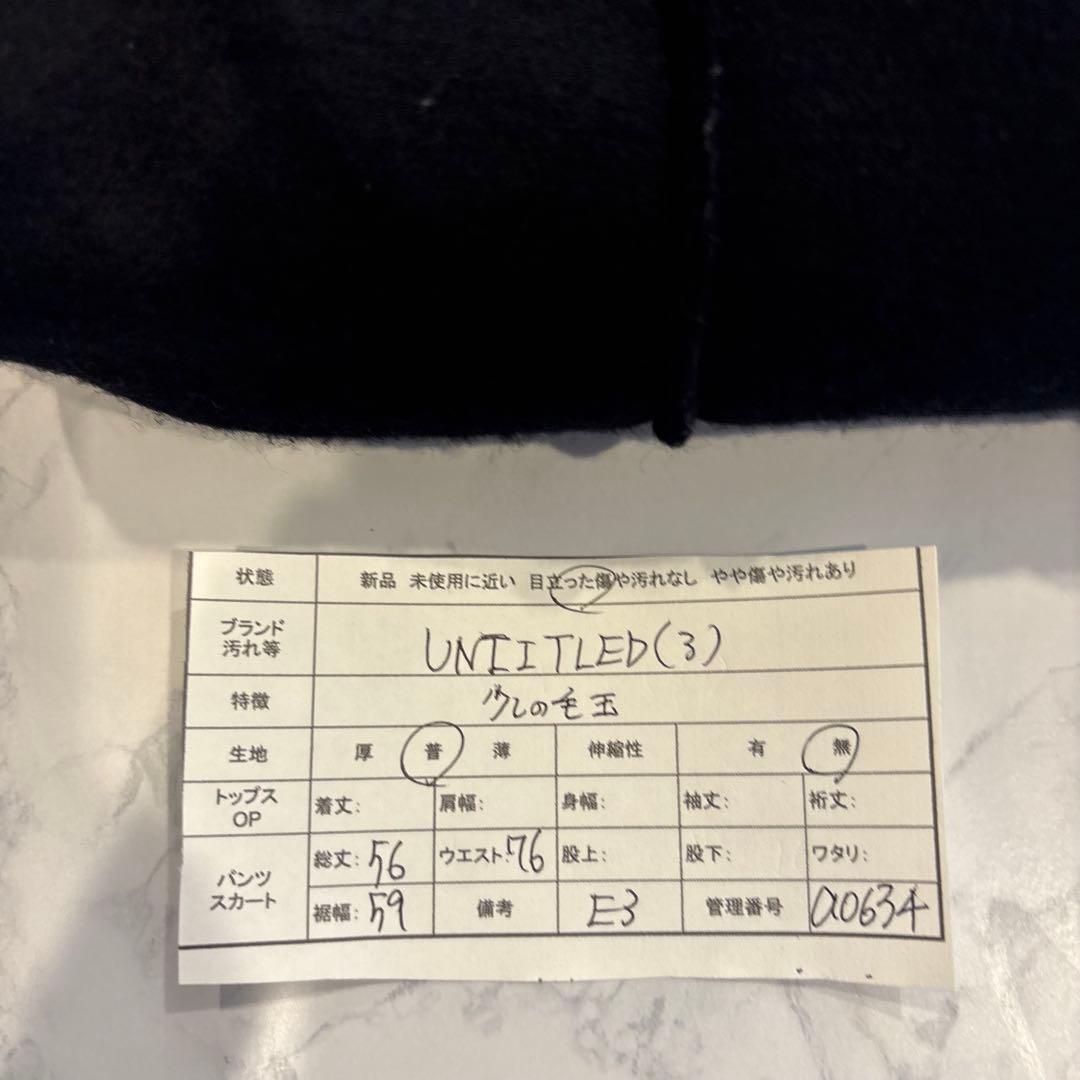 状態 新品 未使用に近い 目立った傷や汚れなし やや傷や汚れあり
ブランド
汚れ等 UNTITLED(3)
特徴 少しの毛玉
生地 厚 普 薄 伸縮性 有 無
トップス
OP 着丈: 肩幅: 身幅: 袖丈: 裄丈:
パンツ
スカート 総丈: 56 ウエスト: 76 股上: 股下: ワタリ:
裾幅: 59 備考 E3 管理番号 a0634